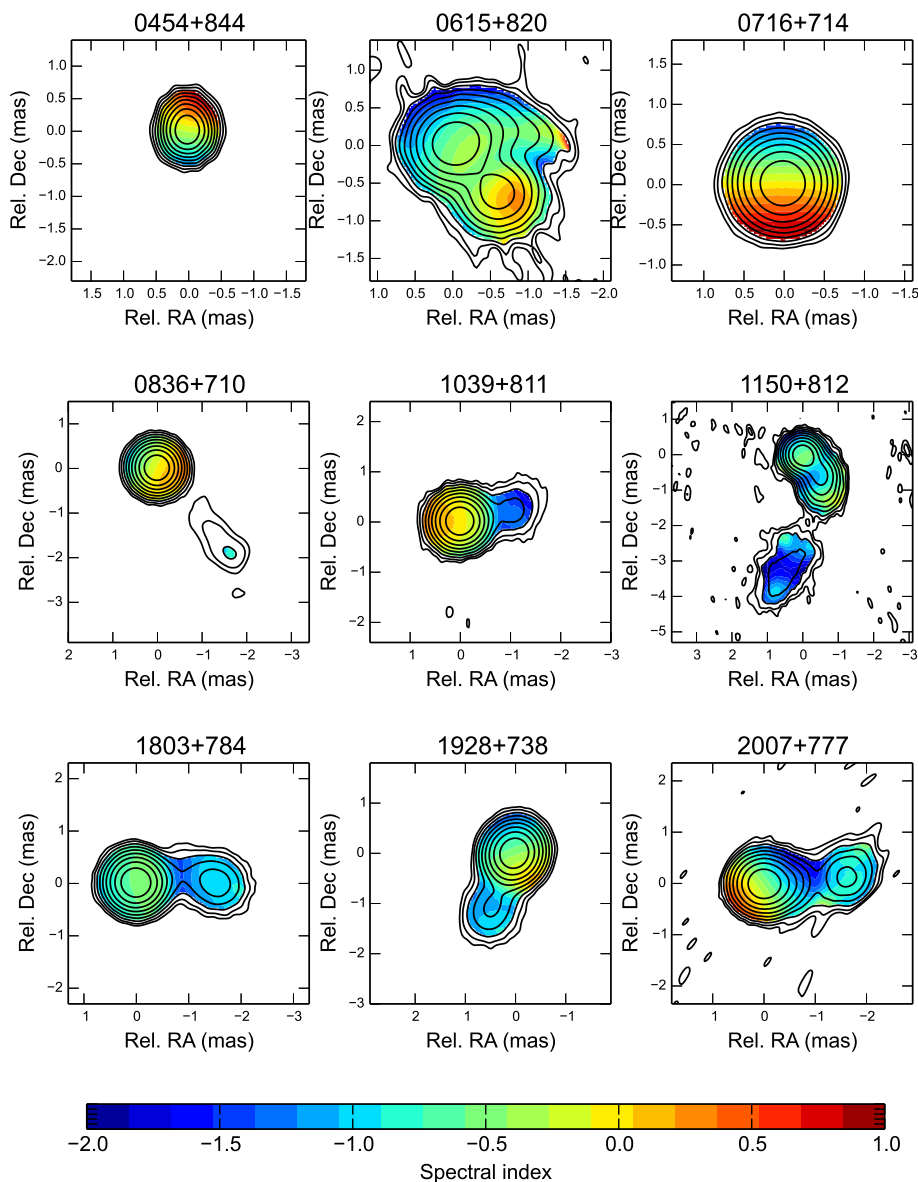 0454+844 0615+820 0716+714
Rel. Dec (mas)
1.0
0.5
0.0
−0.5
−1.0
−1.5
−2.0
1.5 1.0 0.5 0.0 −0.5 −1.0 −1.5
Rel. RA (mas)
Rel. Dec (mas)
1.0
0.5
0.0
−0.5
−1.0
−1.5
1.0 0.5 0.0 −0.5 −1.0 −1.5 −2.0
Rel. RA (mas)
Rel. Dec (mas)
1.5
1.0
0.5
0.0
−0.5
−1.0
1.0 0.5 0.0 −0.5 −1.0 −1.5
Rel. RA (mas)
0836+710 1039+811 1150+812
Rel. Dec (mas)
1
0
−1
−2
−3
2 1 0 −1 −2 −3
Rel. RA (mas)
Rel. Dec (mas)
2
1
0
−1
−2
2 1 0 −1 −2 −3
Rel. RA (mas)
Rel. Dec (mas)
1
0
−1
−2
−3
−4
−5
3 2 1 0 −1 −2 −3
Rel. RA (mas)
1803+784 1928+738 2007+777
Rel. Dec (mas)
2
1
0
−1
−2
1 0 −1 −2 −3
Rel. RA (mas)
Rel. Dec (mas)
2
1
0
−1
−2
−3
3 2 1 0 −1
Rel. RA (mas)
Rel. Dec (mas)
2
1
0
−1
−2
1 0 −1 −2
Rel. RA (mas)
−2.0 −1.5 −1.0 −0.5 0.0 0.5 1.0
Spectral index